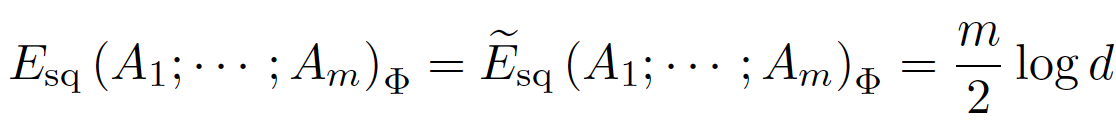 E_sq (A_1; ⋯ ; A_m)_Φ = Ẽ_sq (A_1; ⋯ ; A_m)_Φ = m/2 log d